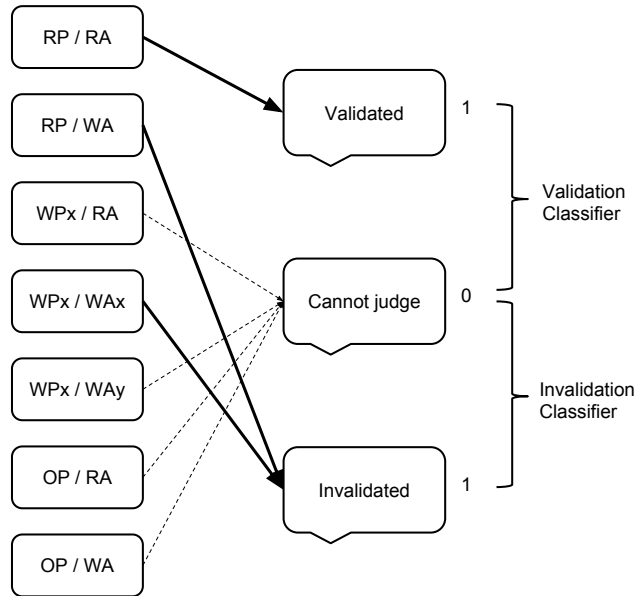 RP / RA
RP / WA
WPx / RA
WPx / WAx
WPx / WAy
OP / RA
OP / WA
Validated
1
Cannot judge
0
Invalidated
1
Validation
Classifier
Invalidation
Classifier